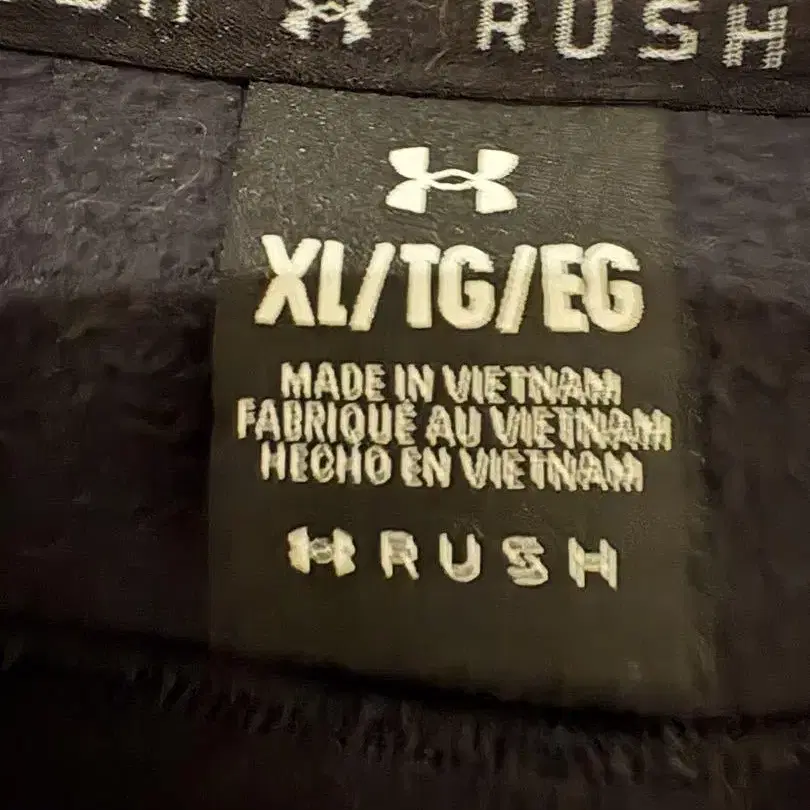 RUSH
XL/TG/EG
MADE IN VIETNAM
FABRIQUÉ AU VIETNAM
HECHO EN VIETNAM
RUSH